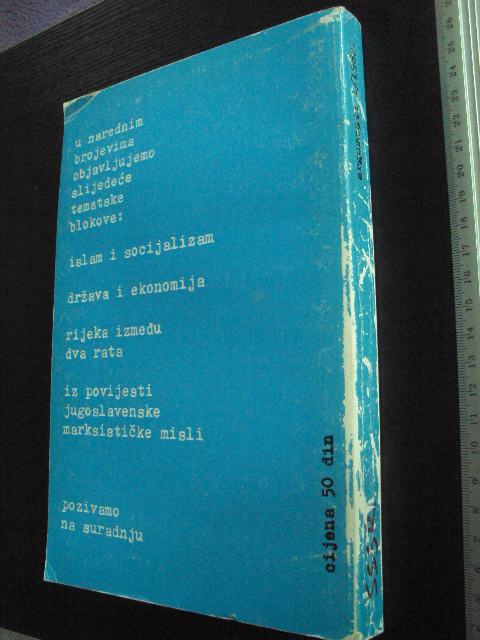 u narednim
brojevima
objavljujemo
slijedeće
tematske
blokove:
islam i socijalizam
država i ekonomija
rijeka između
dva rata
iz povijesti
jugoslavenske
marksističke misli
pozivamo
na suradnju
cijena 50 din